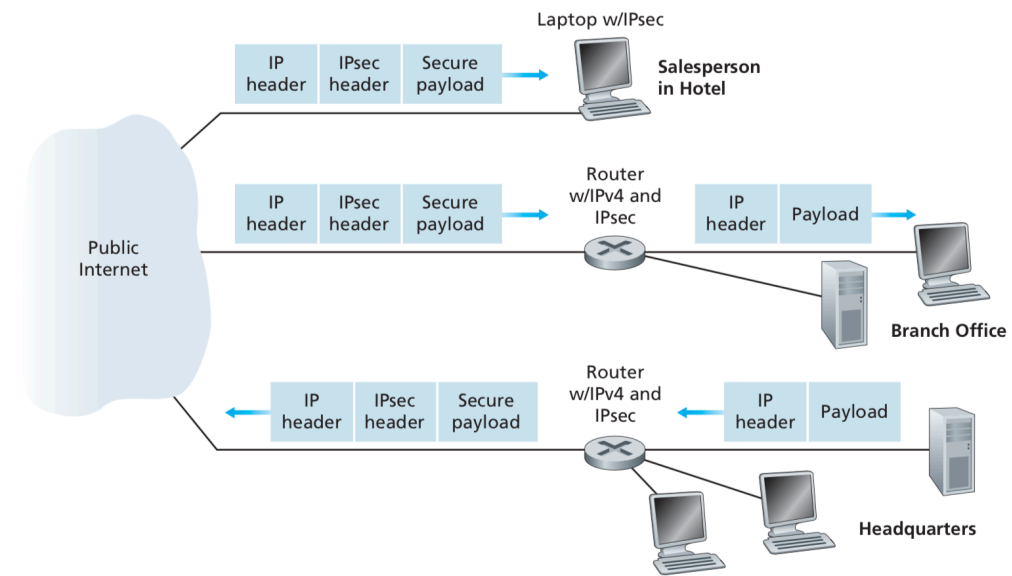 Laptop w/IPsec
IP
header
IPsec
header
Secure
payload
Salesperson
in Hotel
Public
Internet
IP
header
IPsec
header
Secure
payload
Router
w/IPv4 and
IPsec
IP
header
Payload
Branch Office
IP
header
IPsec
header
Secure
payload
Router
w/IPv4 and
IPsec
IP
header
Payload
Headquarters